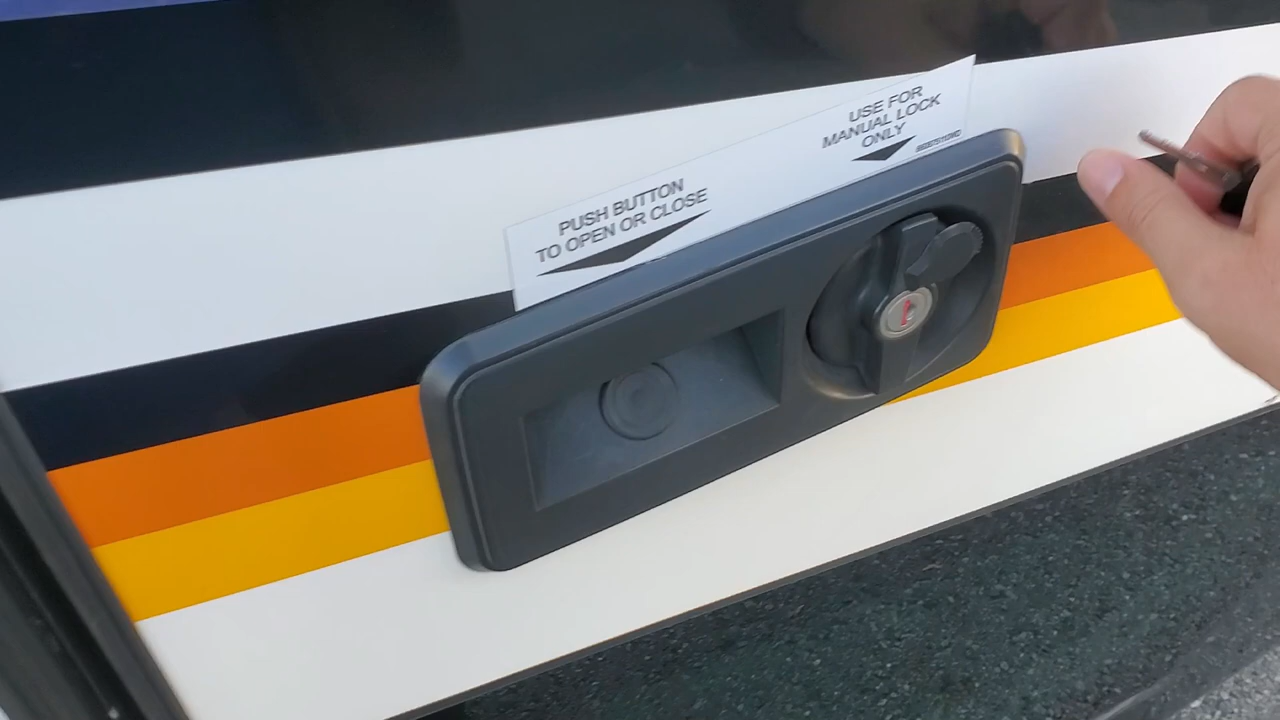 PUSH BUTTON
TO OPEN OR CLOSE
USE FOR
MANUAL LOCK
ONLY